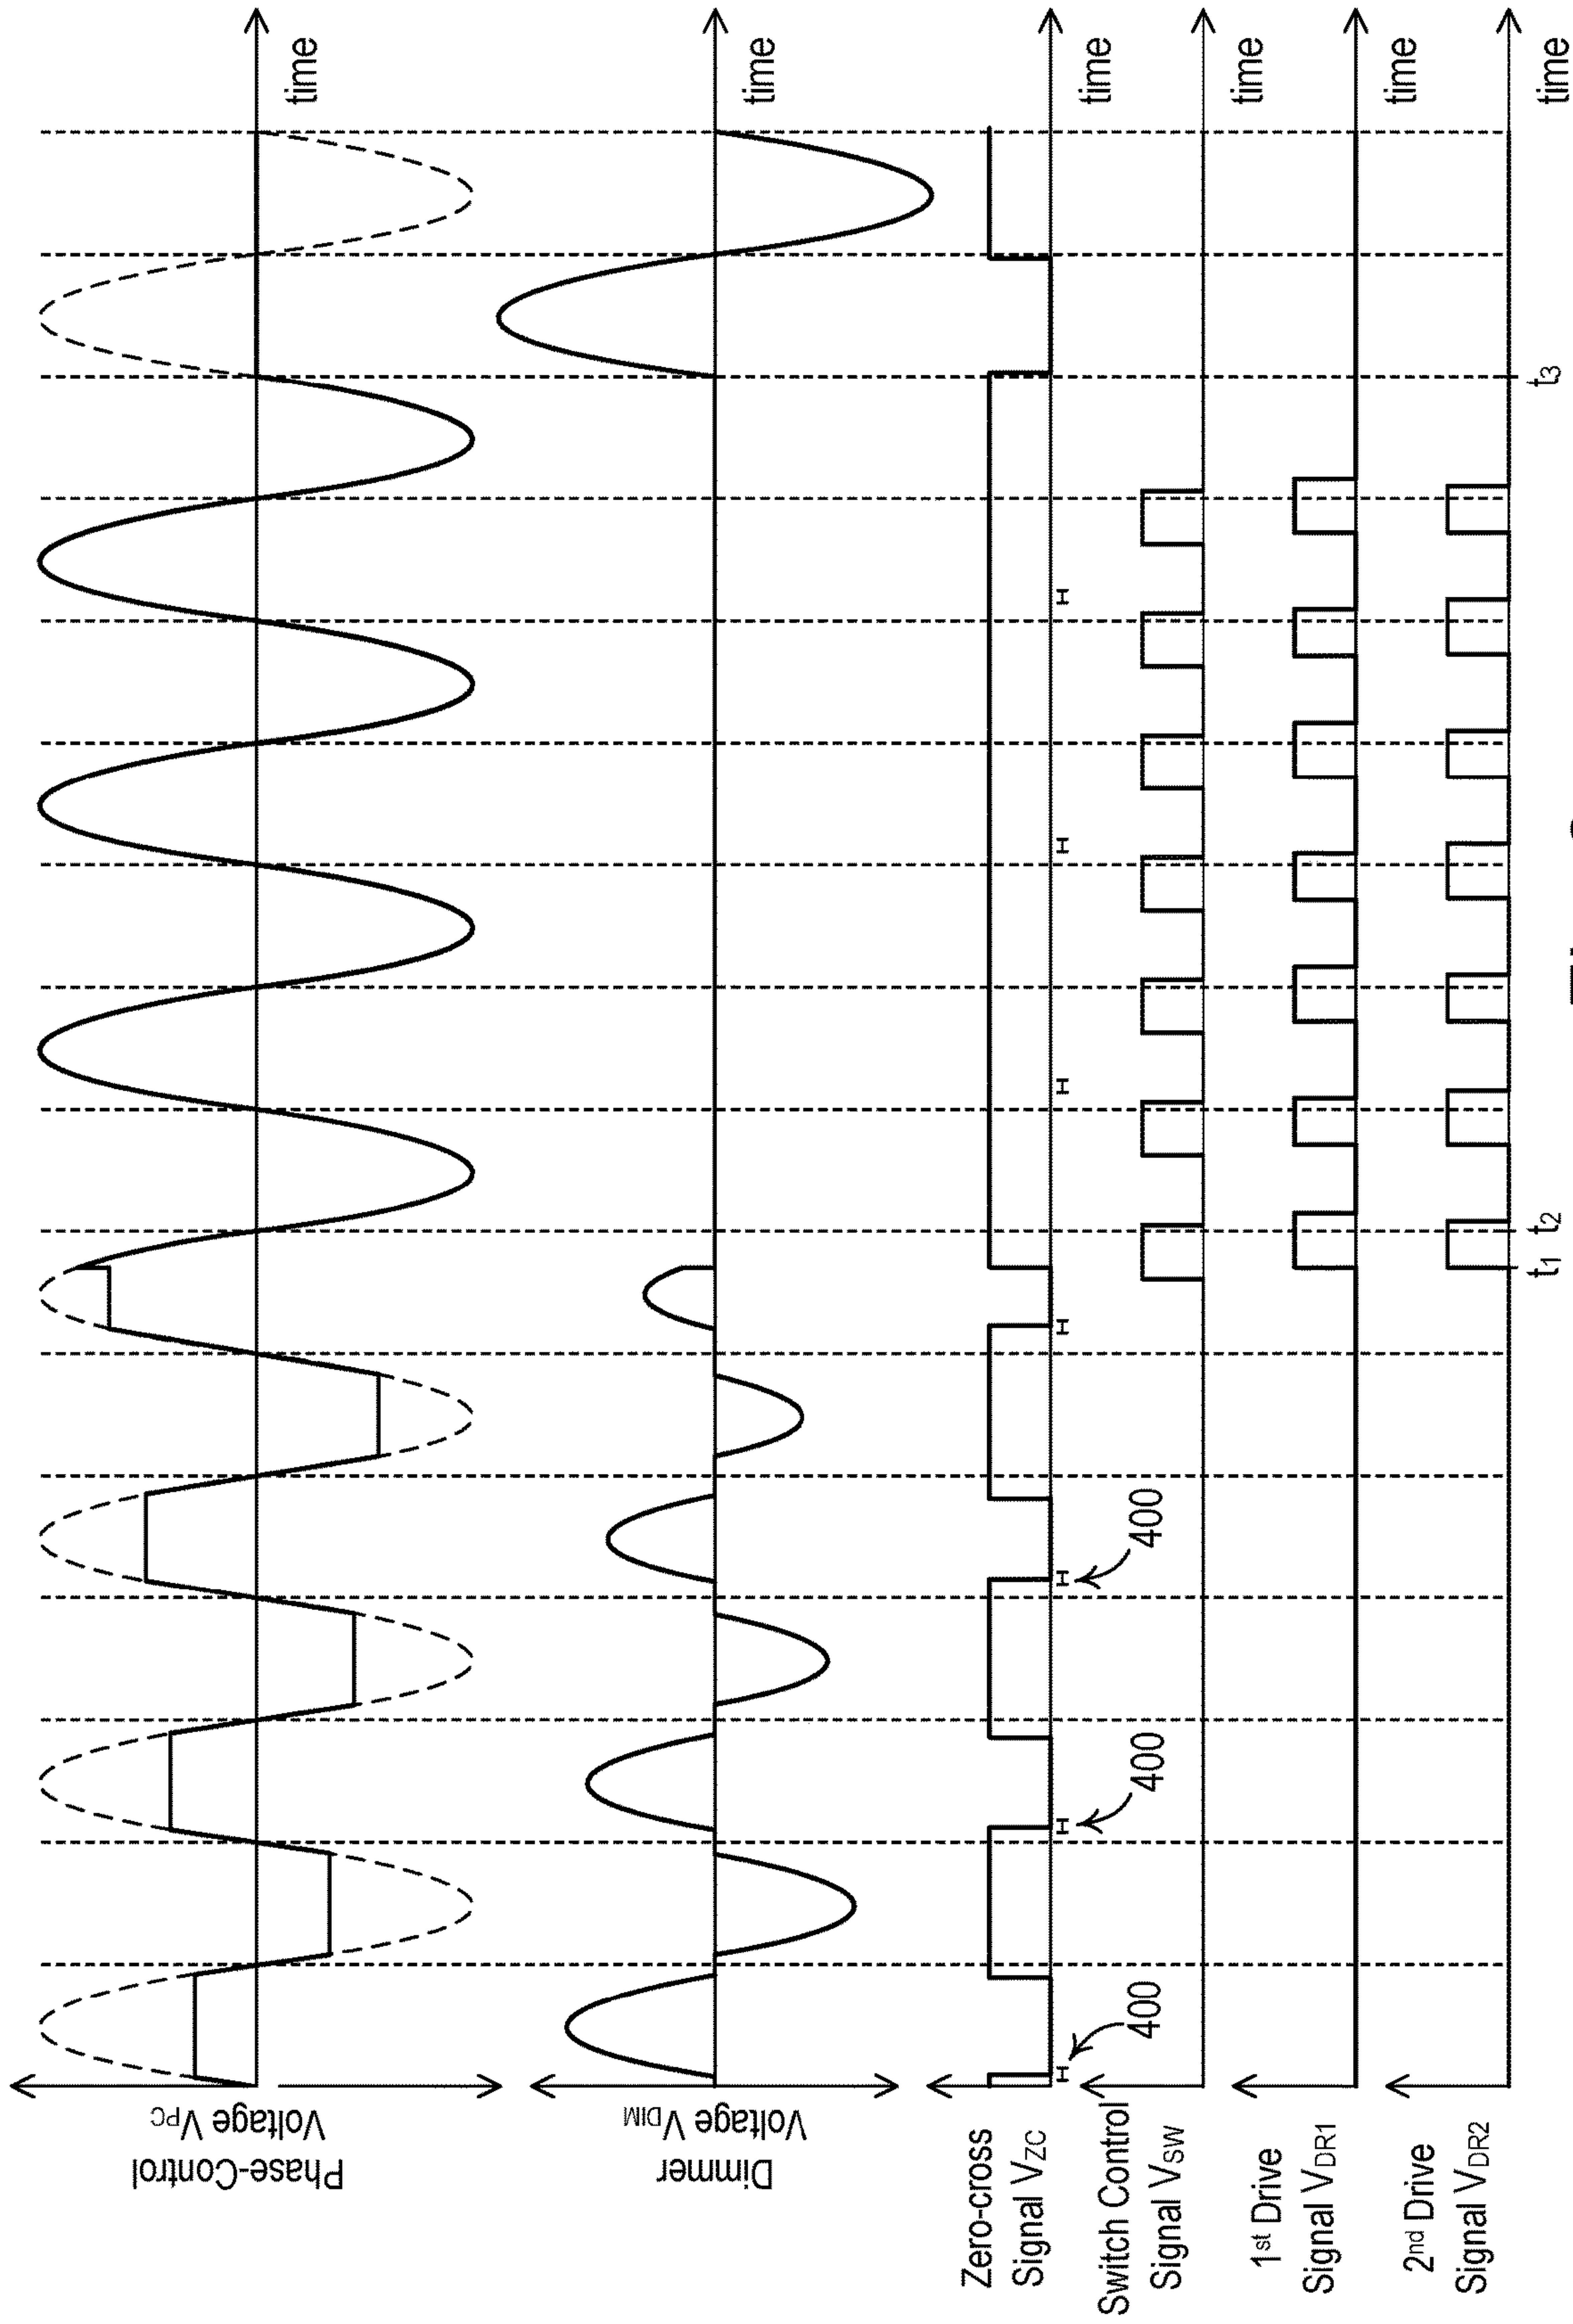 Phase-Control
Voltage VPC
time
Dimmer
Voltage VDIM
time
Zero-cross
Signal VZC
400
400
400
time
Switch Control
Signal VSW
time
1st Drive
Signal VDR1
time
2nd Drive
Signal VDR2
t1
t2
t3
time